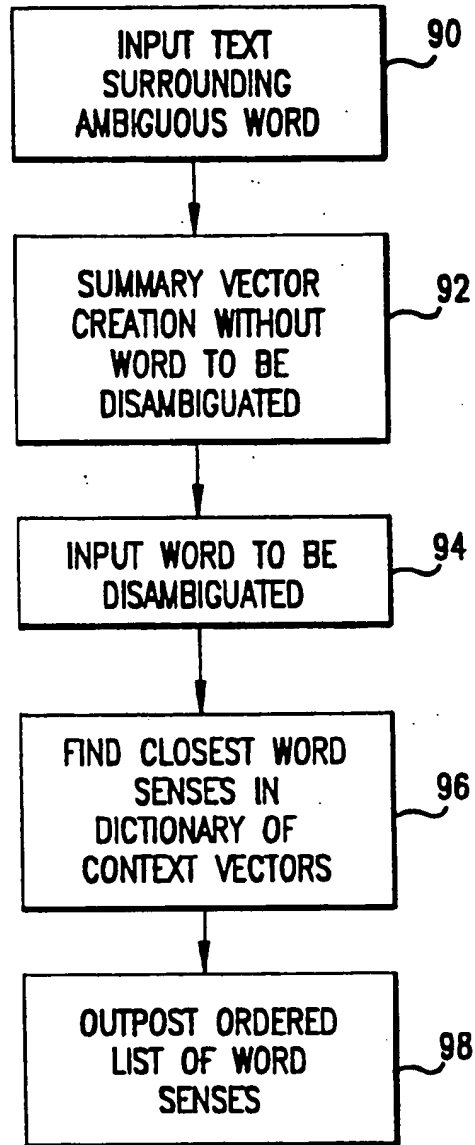 INPUT TEXT
SURROUNDING
AMBIGUOUS WORD
90
SUMMARY VECTOR
CREATION WITHOUT
WORD TO BE
DISAMBIGUATED
92
INPUT WORD TO BE
DISAMBIGUATED
94
FIND CLOSEST WORD
SENSES IN
DICTIONARY OF
CONTEXT VECTORS
96
OUTPOST ORDERED
LIST OF WORD
SENSES
98